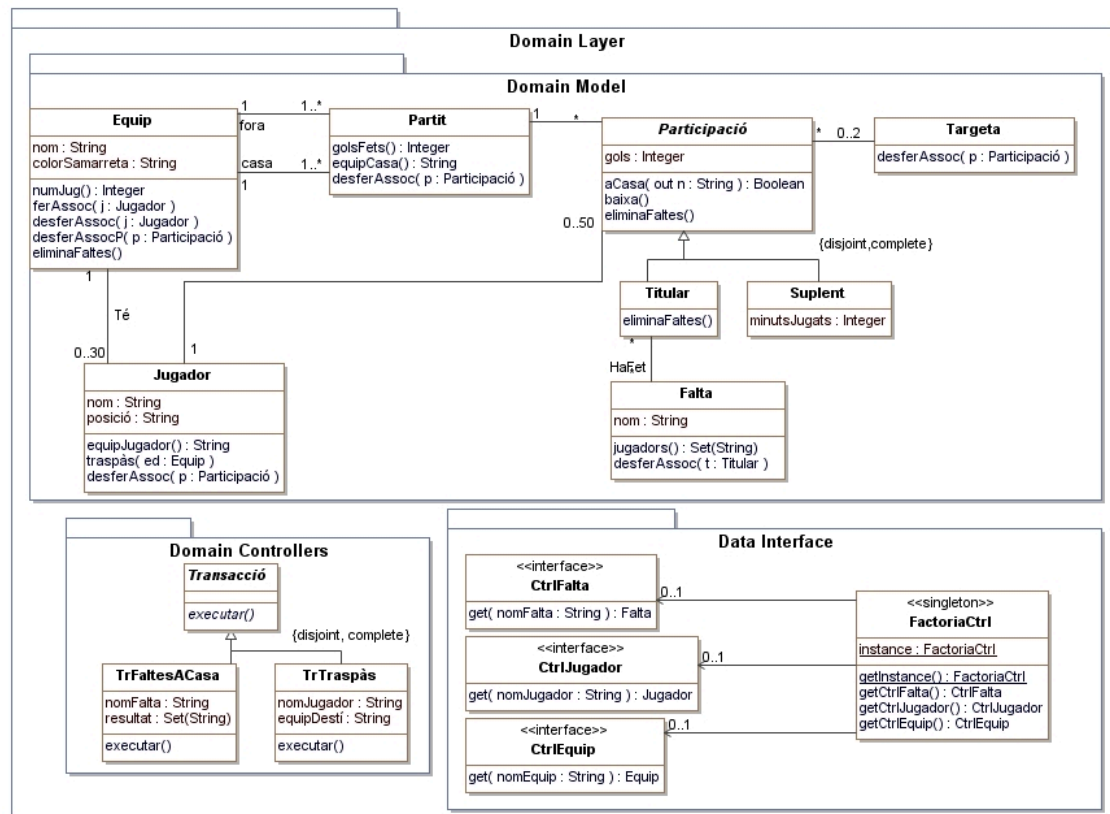 Domain Layer
Domain Model
Equip
nom : String
colorSamarreta : String
numJug() : Integer
ferAssoc( j : Jugador )
desferAssoc( j : Jugador )
desferAssocP( p : Participació )
eliminaFaltes()
1
1..*
fora
casa
1..*
1
Partit
golsFets() : Integer
equipCasa() : String
desferAssoc( p : Participació )
1
*
Participació
gols : Integer
aCasa( out n : String ) : Boolean
baixa()
eliminaFaltes()
*
0..2
Targeta
desferAssoc( p : Participació )
0..50
{disjoint,complete}
1
Té
0..30
1
Titular
eliminaFaltes()
Suplent
minutsJugats : Integer
*
HaFet
*
Jugador
nom : String
posició : String
equipJugador() : String
traspàs( ed : Equip )
desferAssoc( p : Participació )
Falta
nom : String
jugadors() : Set(String)
desferAssoc( t : Titular )
Domain Controllers
Transacció
executar()
{disjoint, complete}
TrFaltesACasa
nomFalta : String
resultat : Set(String)
executar()
TrTraspàs
nomJugador : String
equipDestí : String
executar()
Data Interface
<<interface>>
CtrlFalta
get( nomFalta : String ) : Falta
0..1
<<interface>>
CtrlJugador
get( nomJugador : String ) : Jugador
0..1
<<interface>>
CtrlEquip
get( nomEquip : String ) : Equip
0..1
<<singleton>>
FactoriaCtrl
instance : FactoriaCtrl
getInstance() : FactoriaCtrl
getCtrlFalta() : CtrlFalta
getCtrlJugador() : CtrlJugador
getCtrlEquip() : CtrlEquip